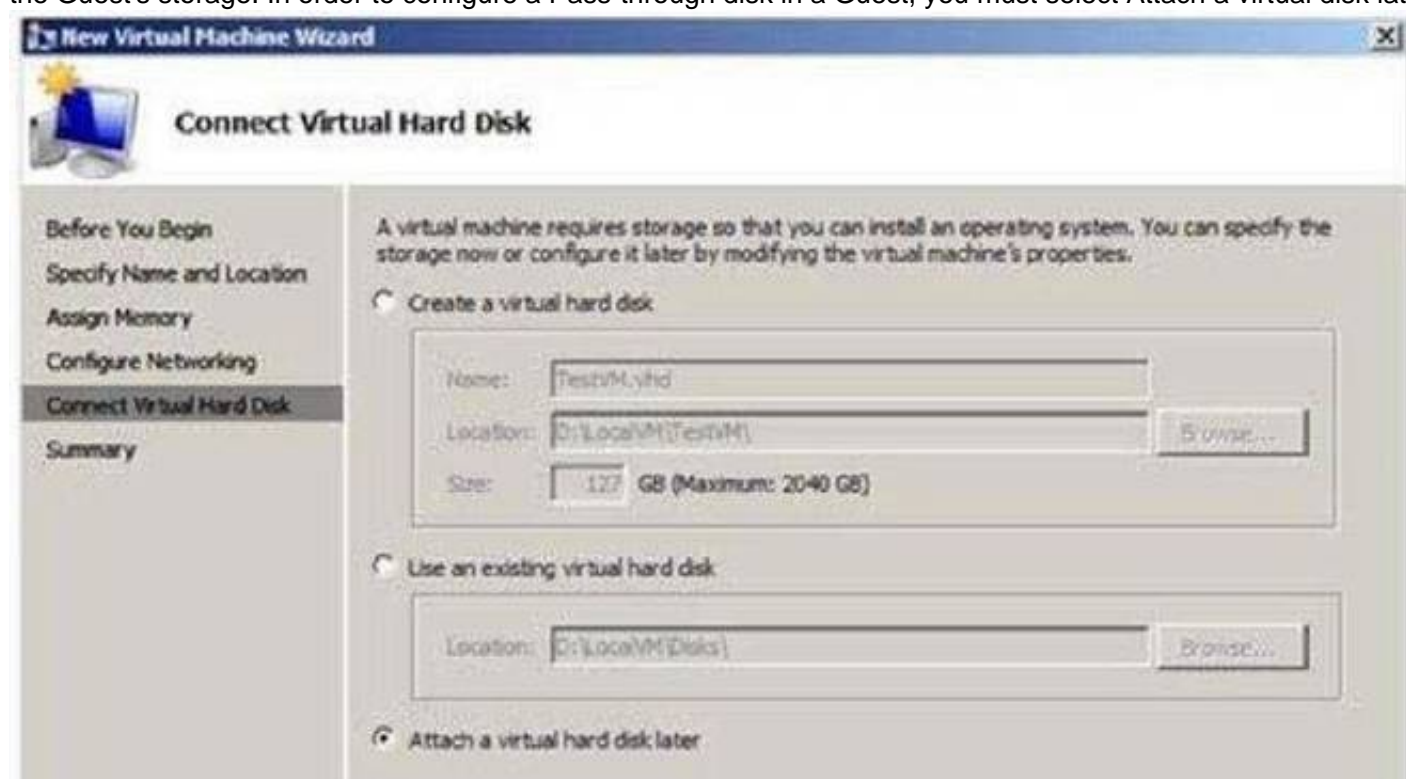 the Guest's storage. In order to configure a Pass-through disk in a Guest, you must select Attach a virtual disk lat
New Virtual Machine Wizard
Connect Virtual Hard Disk
Before You Begin
Specify Name and Location
Assign Memory
Configure Networking
Connect Virtual Hard Disk
Summary
A virtual machine requires storage so that you can install an operating system. You can specify the
storage now or configure it later by modifying the virtual machine's properties.
Create a virtual hard disk
Name: TestVM.vhd
Location: D:\LocalVM\TestVM\ Browse...
Size: 127 GB (Maximum: 2040 GB)
Use an existing virtual hard disk
Location: D:\LocalVM\Disks\ Browse...
Attach a virtual hard disk later